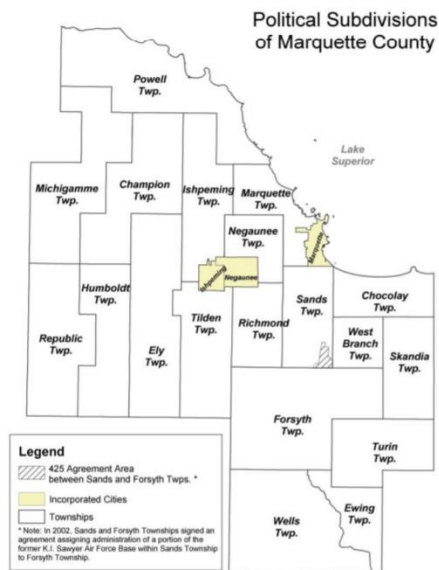 Political Subdivisions
of Marquette County
Powell
Twp.
Lake
Superior
Michigamme
Twp.
Champion
Twp.
Ishpeming
Twp.
Marquette
Twp.
Negaunee
Twp.
Marquette
Ishpeming
Negaunee
Humboldt
Twp.
Republic
Twp.
Ely
Twp.
Tilden
Twp.
Richmond
Twp.
Sands
Twp.
Chocolay
Twp.
West
Branch
Twp.
Skandia
Twp.
Forsyth
Twp.
Turin
Twp.
Ewing
Twp.
Wells
Twp.
Legend
425 Agreement Area
between Sands and Forsyth Twps. *
Incorporated Cities
Townships
* Note: In 2002, Sands and Forsyth Townships signed an
agreement assigning administration of a portion of the
former K.I. Sawyer Air Force Base within Sands Township
to Forsyth Township.